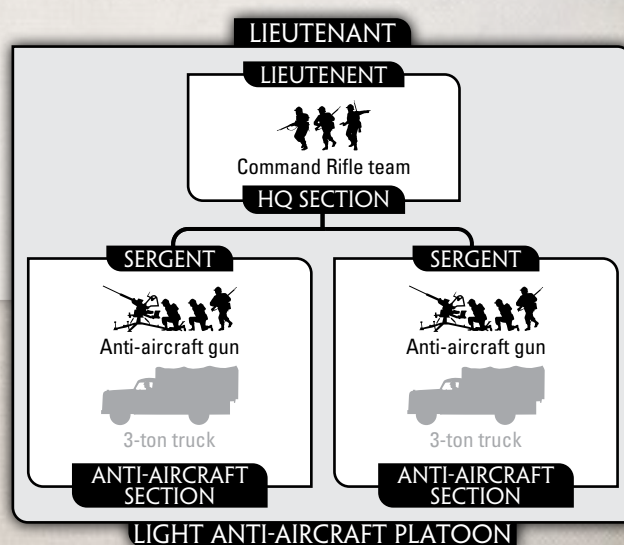 LIEUTENANT
LIEUTENENT
Command Rifle team
HQ SECTION
SERGENT
Anti-aircraft gun
3-ton truck
ANTI-AIRCRAFT
SECTION
SERGENT
Anti-aircraft gun
3-ton truck
ANTI-AIRCRAFT
SECTION
LIGHT ANTI-AIRCRAFT PLATOON